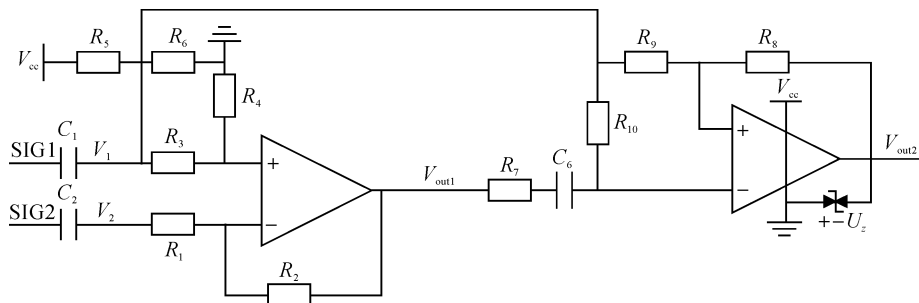 R5
R6
R9
R8
Vcc
R4
Vcc
R10
C1
SIG1
V1
R3
+
+
Vout2
C2
Vout1
R7
C6
SIG2
V2
−
−
R1
+−Uz
R2